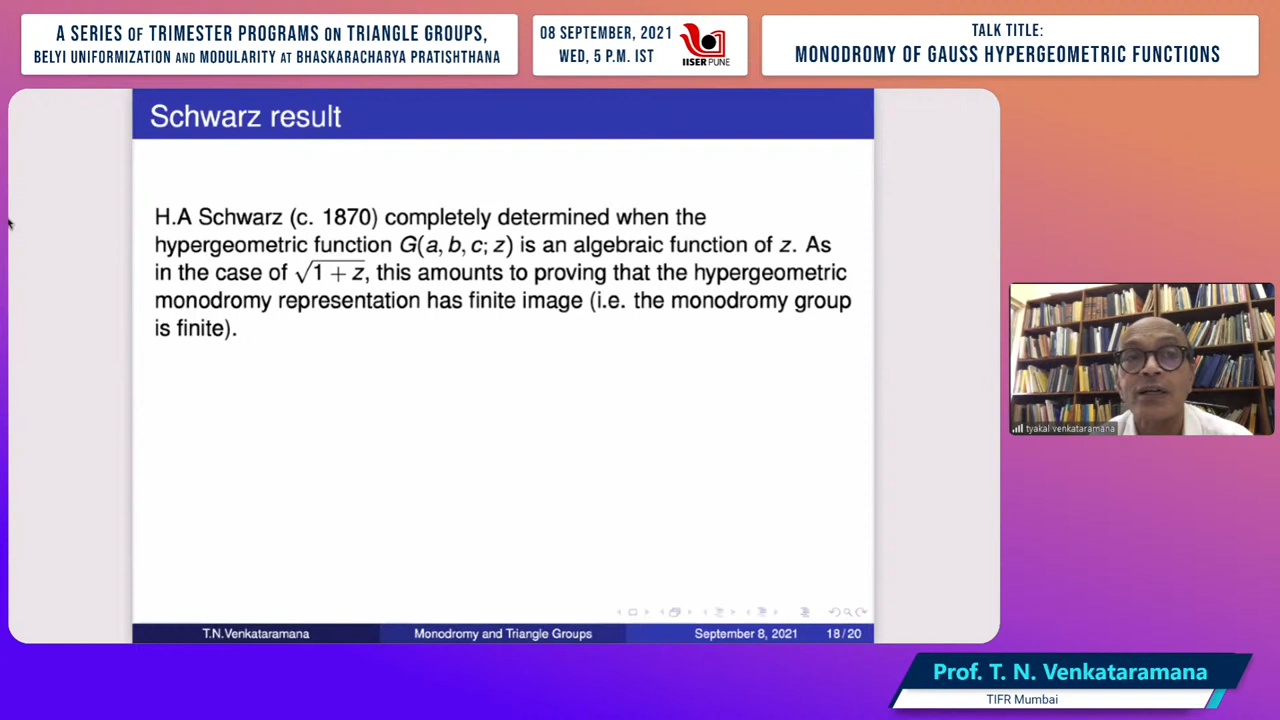 A SERIES OF TRIMESTER PROGRAMS ON TRIANGLE GROUPS,
BELYI UNIFORMIZATION AND MODULARITY AT BHASKARACHARYA PRATISHTHANA
08 SEPTEMBER, 2021
WED, 5 P.M. IST
IISER PUNE
TALK TITLE:
MONODROMY OF GAUSS HYPERGEOMETRIC FUNCTIONS
Schwarz result
H.A Schwarz (c. 1870) completely determined when the
hypergeometric function G(a, b, c; z) is an algebraic function of z. As
in the case of √1 + z, this amounts to proving that the hypergeometric
monodromy representation has finite image (i.e. the monodromy group
is finite).
tyakal venkataramana
T.N.Venkataramana
Monodromy and Triangle Groups
September 8, 2021
18/20
Prof. T. N. Venkataramana
TIFR Mumbai